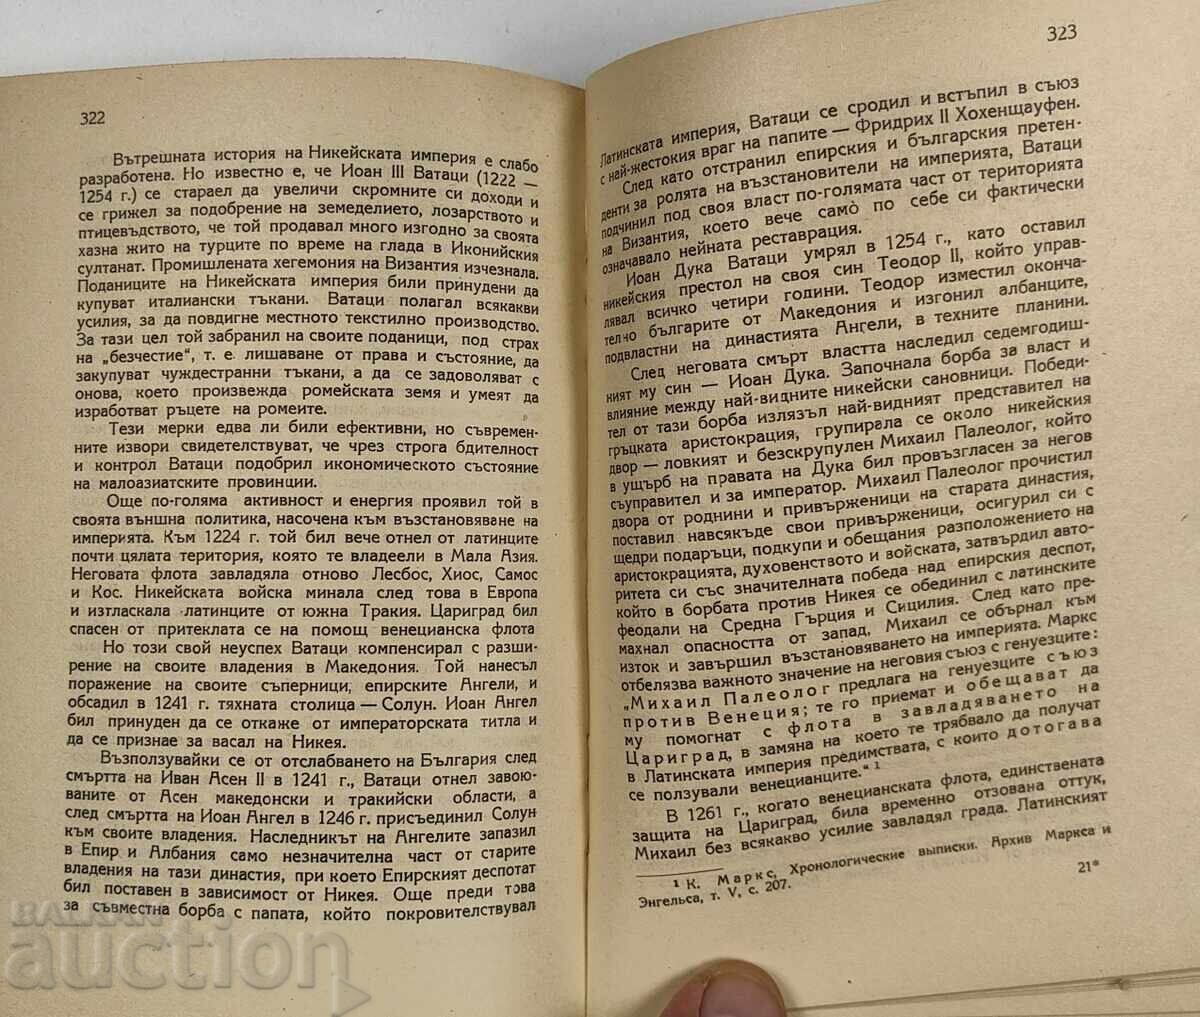 322
Вътрешната история на Никейската империя е слабо
разработена. Но известно е, че Иоан III Ватаци (1222 —
1254 г.) се стараел да увеличи скромните си доходи и
се грижел за подобрение на земеделието, лозарството и
птицевъдството, че той продавал много изгодно за своята
хазна жито на турците по време на глада в Иконийския
султанат. Промишлената хегемония на Византия изчезнала.
Поданиците на Никейската империя били принудени да
купуват италиански тъкани. Ватаци полагал всякакви
усилия, за да повдигне местното текстилно производство.
За тази цел той забранил на своите поданици, под страх
на „безчестие“, т. е. лишаване от права и състояние, да
закупуват чуждестранни тъкани, а да се задоволяват с
онова, което произвежда ромейската земя и умеят да
изработват ръцете на ромеите.
Тези мерки едва ли били ефективни, но съвремен-
ните извори свидетелствуват, че чрез строга бдителност
и контрол Ватаци подобрил икономическото състояние
на малоазиатските провинции.
Още по-голяма активност и енергия проявил той в
своята външна политика, насочена към възстановяване на
империята. Към 1224 г. той бил вече отнел от латинците
почти цялата територия, която те владеели в Мала Азия.
Неговата флота завладяла отново Лесбос, Хиос, Самос
и Кос. Никейската войска минала след това в Европа
и изтласкала латинците от южна Тракия. Цариград бил
спасен от притеклата се на помощ венецианска флота
Но този свой неуспех Ватаци компенсирал с разши-
рение на своите владения в Македония. Той нанесъл
поражение на своите съперници, епирските Ангели, и
обсадил в 1241 г. тяхната столица — Солун. Иоан Ангел
бил принуден да се откаже от императорската титла и
да се признае за васал на Никея.
Възползувайки се от отслабването на България след
смъртта на Иван Асен II в 1241 г., Ватаци отнел завою-
ваните от Асен македонски и тракийски области, а
след смъртта на Иоан Ангел в 1246 г. присъединил Солун
към своите владения. Наследникът на Ангелите запазил
в Епир и Албания само незначителна част от старите
владения на тази династия, при което Епирският деспотат
бил поставен в зависимост от Никея. Още преди това
за съвместна борба с папата, който покровителствувал
323
Латинската империя, Ватаци се сродил и встъпил в съюз
с най-жестокия враг на папите — Фридрих II Хохенщауфен.
След като отстранил епирския и българския претен-
денти за ролята на възстановители на империята, Ватаци
подчинил под своя власт по-голямата част от територията
на Византия, което вече само̀ по себе си фактически
означавало нейната реставрация.
Иоан Дука Ватаци умрял в 1254 г., като оставил
никейския престол на своя син Теодор II, който управ-
лявал всичко четири години. Теодор изместил оконча-
телно българите от Македония и изгонил албанците,
подвластни на династията Ангели, в техните планини.
След неговата смърт властта наследил седемгодиш-
ният му син — Иоан Дука. Започнала борба за власт и
влияние между най-видните никейски сановници. Победи-
тел от тази борба излязъл най-видният представител на
гръцката аристокрация, групирала се около никейския
двор — ловкият и безскрупулен Михаил Палеолог, който
в ущърб на правата на Дука бил провъзгласен за негов
съуправител и за император. Михаил Палеолог прочистил
двора от роднини и привърженици на старата династия,
поставил навсякъде свои привърженици, осигурил си с
щедри подаръци, подкупи и обещания разположението на
аристокрацията, духовенството и войската, затвърдил авто-
ритета си със значителната победа над епирския деспот,
който в борбата против Никея се обединил с латинските
феодали на Средна Гърция и Сицилия. След като пре-
махнал опасността от запад, Михаил се обърнал към
изток и завършил възстановяването на империята. Маркс
отбелязва важното значение на неговия съюз с генуезците:
„Михаил Палеолог предлага на генуезците съюз
против Венеция; те го приемат и обещават да
му помогнат с флота в завладяването на
Цариград, в замяна на което те трябвало да получат
в Латинската империя предимствата, с които дотогава
се ползували венецианците.“ ¹
В 1261 г., когато венецианската флота, единствената
защита на Цариград, била временно отзована оттук,
Михаил без всякакво усилие завладял града. Латинският
¹ К. Маркс, Хронологические выписки. Архив Маркса и
Энгельса, т. V, с. 207.
21*
БАЛКАН
auction